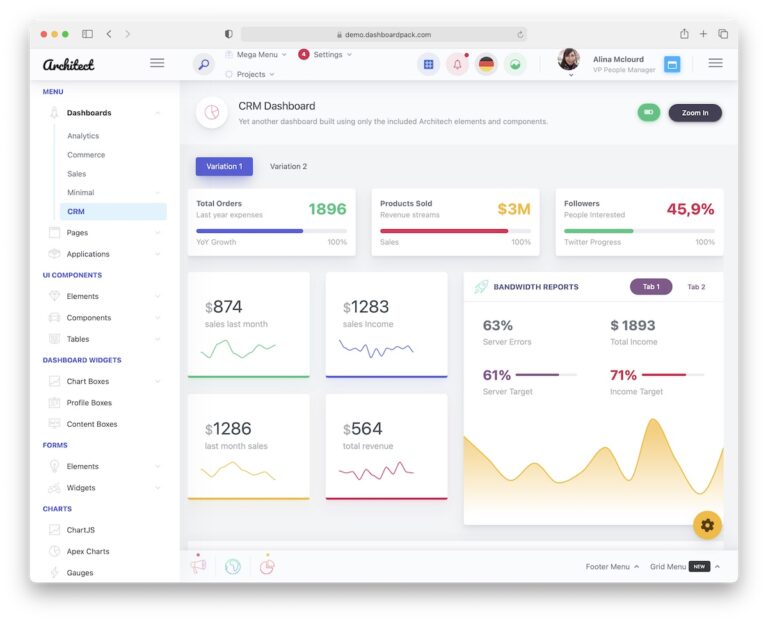 demo.dashboardpack.com
Architect
Mega Menu
4
Settings
Projects
Alina Mclourd
VP People Manager
MENU
Dashboards
Analytics
Commerce
Sales
Minimal
CRM
Pages
Applications
UI COMPONENTS
Elements
Components
Tables
DASHBOARD WIDGETS
Chart Boxes
Profile Boxes
Content Boxes
FORMS
Elements
Widgets
CHARTS
ChartJS
Apex Charts
Gauges
CRM Dashboard
Yet another dashboard built using only the included Architech elements and components.
Zoom In
Variation 1
Variation 2
Total Orders
Last year expenses
1896
YoY Growth
100%
Products Sold
Revenue streams
$3M
Sales
100%
Followers
People Interested
45,9%
Twitter Progress
100%
$874
sales last month
$1283
sales Income
$1286
last month sales
$564
total revenue
BANDWIDTH REPORTS
Tab 1
Tab 2
63%
Server Errors
$ 1893
Total Income
61%
Server Target
71%
Income Target
Footer Menu
Grid Menu
NEW